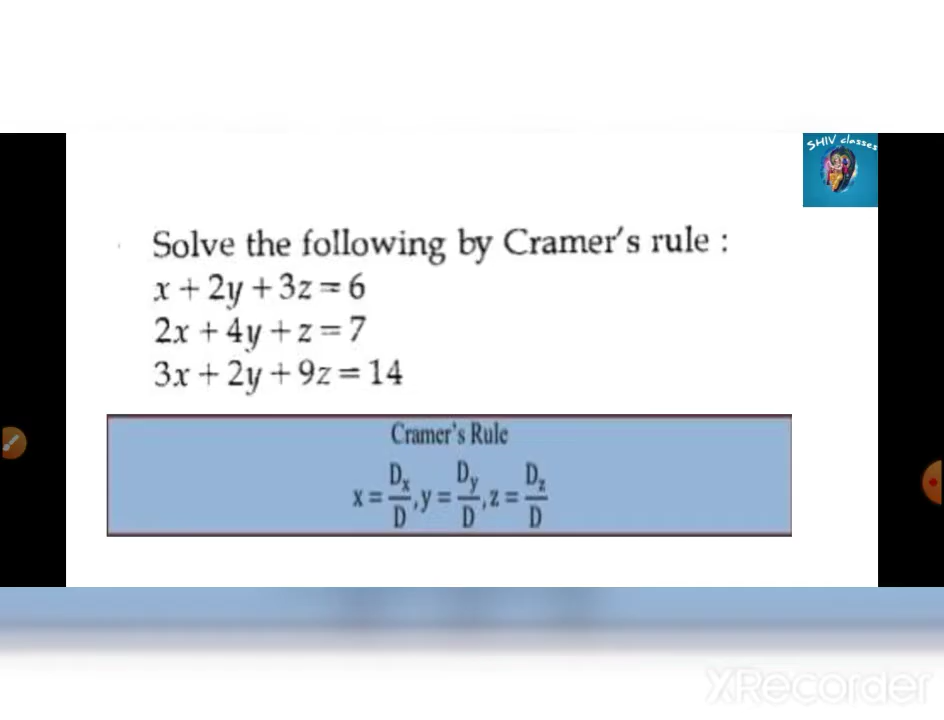 SHIV classes
Solve the following by Cramer's rule :
x + 2y + 3z = 6
2x + 4y + z = 7
3x + 2y + 9z = 14
Cramer's Rule
x = Dx/D, y = Dy/D, z = Dz/D
XRecorder